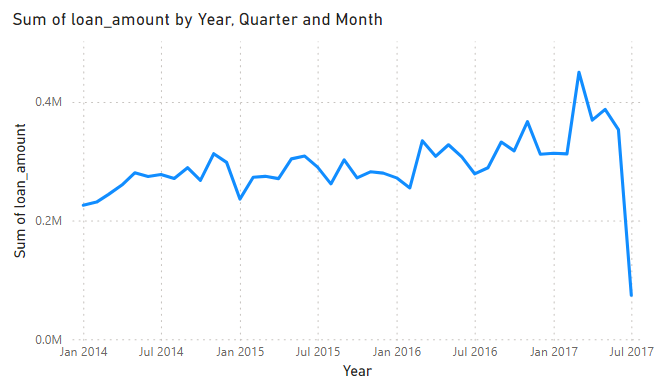 Sum of loan_amount by Year, Quarter and Month
Sum of loan_amount
0.4M
0.2M
0.0M
Jan 2014 Jul 2014 Jan 2015 Jul 2015 Jan 2016 Jul 2016 Jan 2017 Jul 2017
Year